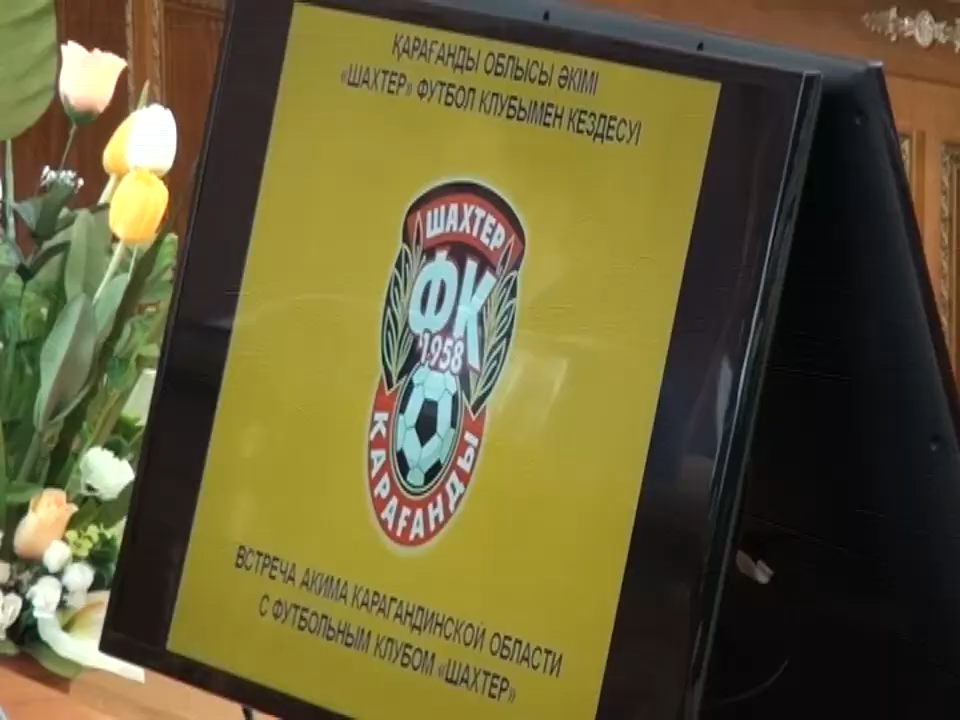 ҚАРАҒАНДЫ ОБЛЫСЫ ӘКІМІ
«ШАХТЕР» ФУТБОЛ КЛУБЫМЕН КЕЗДЕСУІ
ШАХТЕР
ФК
1958
ҚАРАҒАНДЫ
ВСТРЕЧА АКИМА КАРАГАНДИНСКОЙ ОБЛАСТИ
С ФУТБОЛЬНЫМ КЛУБОМ «ШАХТЕР»